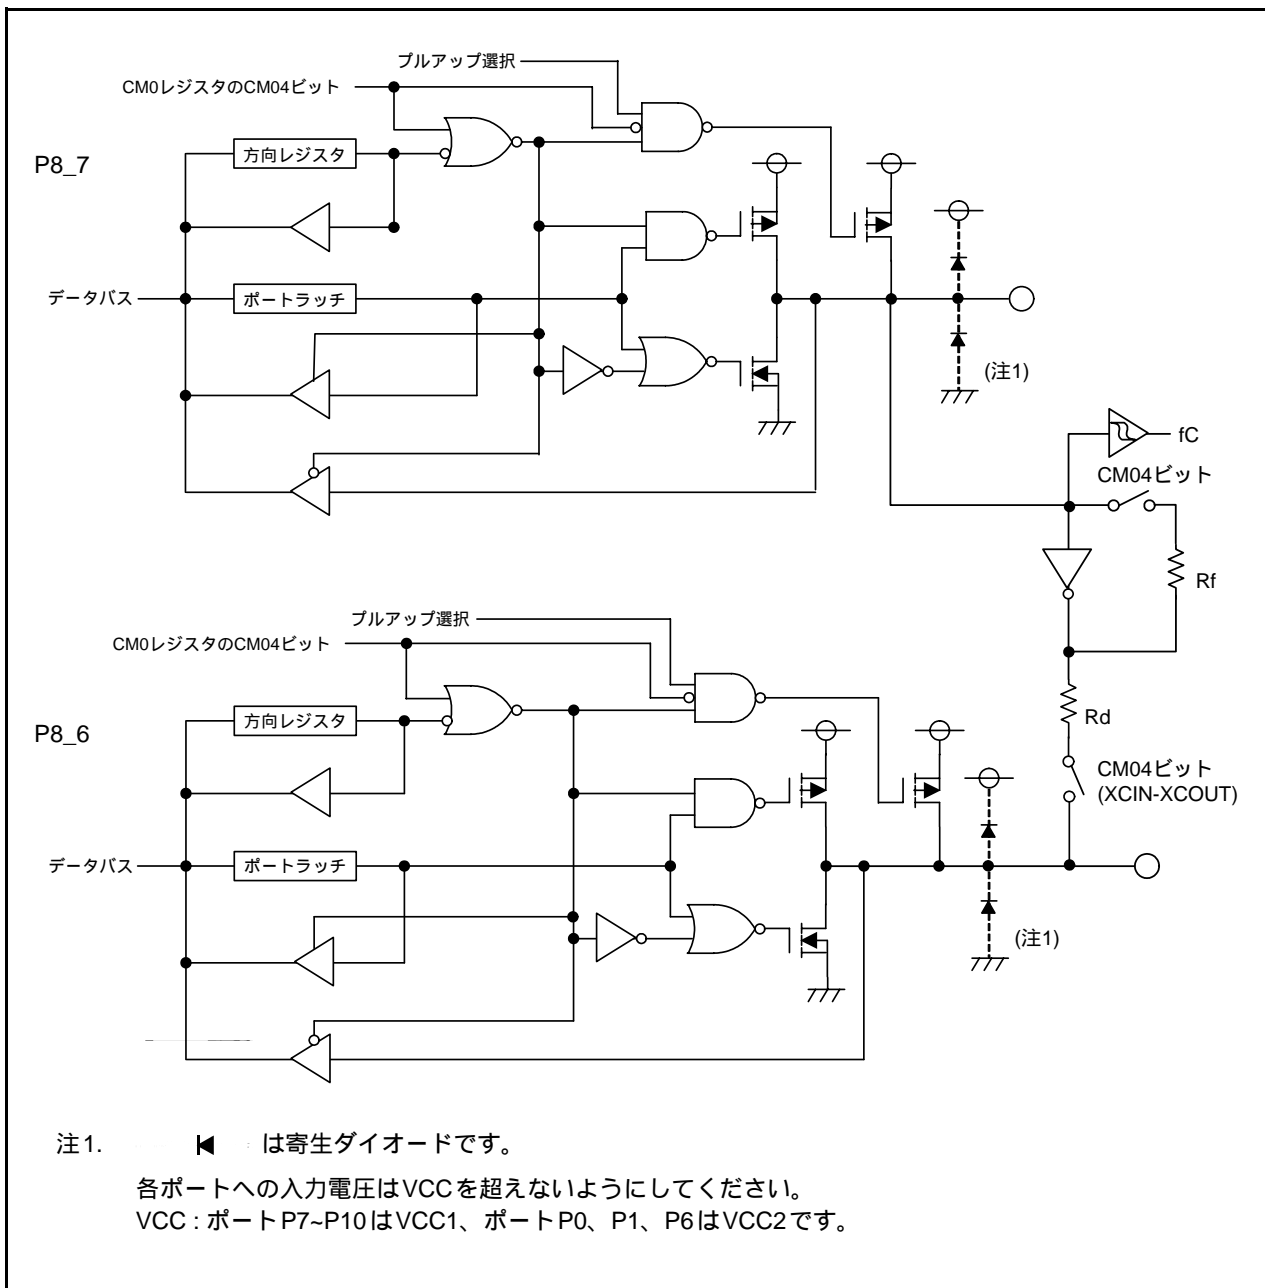 プルアップ選択
CM0レジスタのCM04ビット
P8_7
方向レジスタ
データバス
ポートラッチ
(注1)
fC
CM04ビット
Rf
プルアップ選択
CM0レジスタのCM04ビット
Rd
P8_6
方向レジスタ
CM04ビット
(XCIN-XCOUT)
データバス
ポートラッチ
(注1)
注1. は寄生ダイオードです。
各ポートへの入力電圧はVCCを超えないようにしてください。
VCC : ポートP7~P10はVCC1、ポートP0、P1、P6はVCC2です。